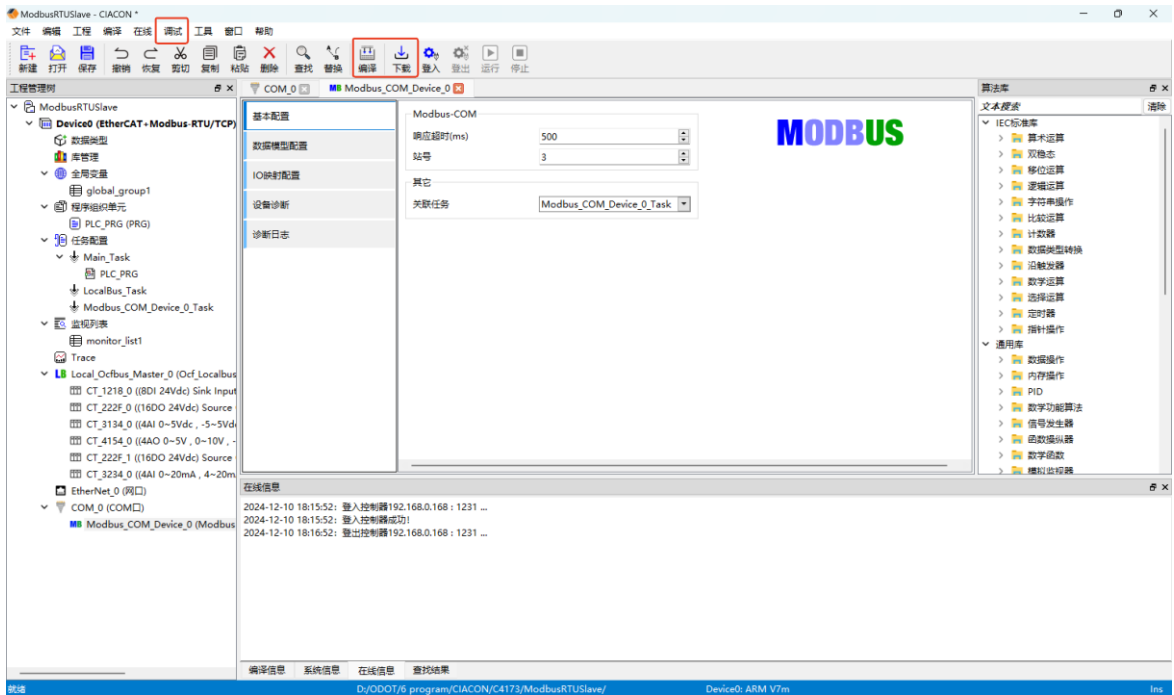 ModbusRTUSlave - CIACON *
文件 编辑 工程 编译 在线 调试 工具 窗口 帮助
新建 打开 保存 撤销 恢复 剪切 复制 粘贴 删除 查找 替换 编译 下载 登入 登出 运行 停止
工程管理树
ModbusRTUSlave
Device0 (EtherCAT+Modbus-RTU/TCP)
数据类型
库管理
全局变量
global_group1
程序组织单元
PLC_PRG (PRG)
任务配置
Main_Task
PLC_PRG
LocalBus_Task
Modbus_COM_Device_0_Task
监视列表
monitor_list1
Trace
LB Local_Ocfbus_Master_0 (Ocf_Localbus
CT_1218_0 ((8DI 24Vdc) Sink Input
CT_222F_0 ((16DO 24Vdc) Source
CT_3134_0 ((4AI 0~5Vdc , -5~5Vd
CT_4154_0 ((4AO 0~5V , 0~10V , -
CT_222F_1 ((16DO 24Vdc) Source
CT_3234_0 ((4AI 0~20mA , 4~20m
EtherNet_0 (网口)
COM_0 (COM口)
MB Modbus_COM_Device_0 (Modbus
COM_0 MB Modbus_COM_Device_0
基本配置
数据模型配置
IO映射配置
设备诊断
诊断日志
Modbus-COM
响应超时(ms) 500
站号 3
其它
关联任务 Modbus_COM_Device_0_Task
MODBUS
算法库
文本搜索 清除
IEC标准库
算术运算
双稳态
移位运算
逻辑运算
字符串操作
比较运算
计数器
数据类型转换
沿触发器
数学运算
选择运算
定时器
指针操作
通用库
数据操作
内存操作
PID
数学功能算法
信号发生器
函数操纵器
数学函数
模拟监视器
在线信息
2024-12-10 18:15:52: 登入控制器192.168.0.168 : 1231 ...
2024-12-10 18:15:52: 登入控制器成功!
2024-12-10 18:16:52: 登出控制器192.168.0.168 : 1231 ...
编译信息 系统信息 在线信息 查找结果
就绪 D:/ODOT/6 program/CIACON/C4173/ModbusRTUSlave/ Device0: ARM V7m Ins